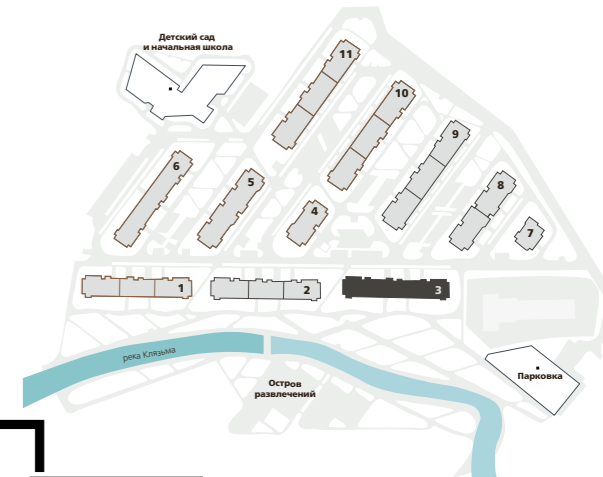 Детский сад
и начальная школа
11
10
9
6
5
8
4
7
1
2
3
река Клязьма
Парковка
Остров
развлечений